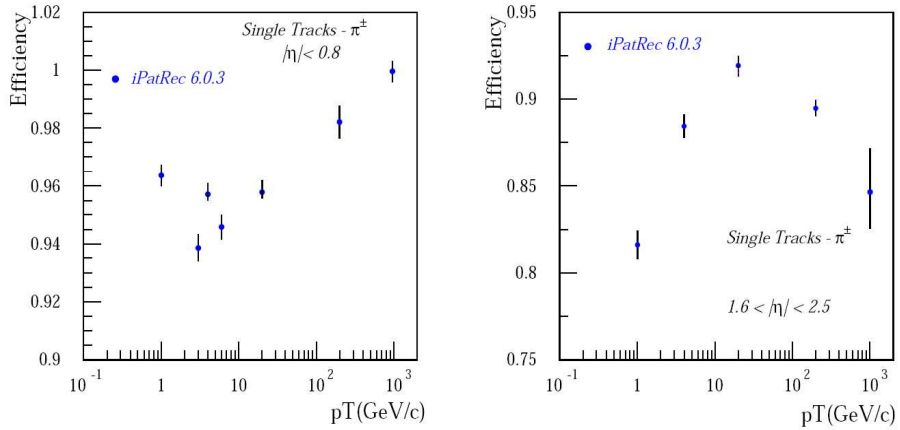 Efficiency
1.02
1
0.98
0.96
0.94
0.92
0.9
Single Tracks - π±
|η|< 0.8
iPatRec 6.0.3
10⁻¹ 1 10 10² 10³
pT(GeV/c)
Efficiency
0.95
0.9
0.85
0.8
0.75
iPatRec 6.0.3
Single Tracks - π±
1.6 < |η| < 2.5
10⁻¹ 1 10 10² 10³
pT(GeV/c)